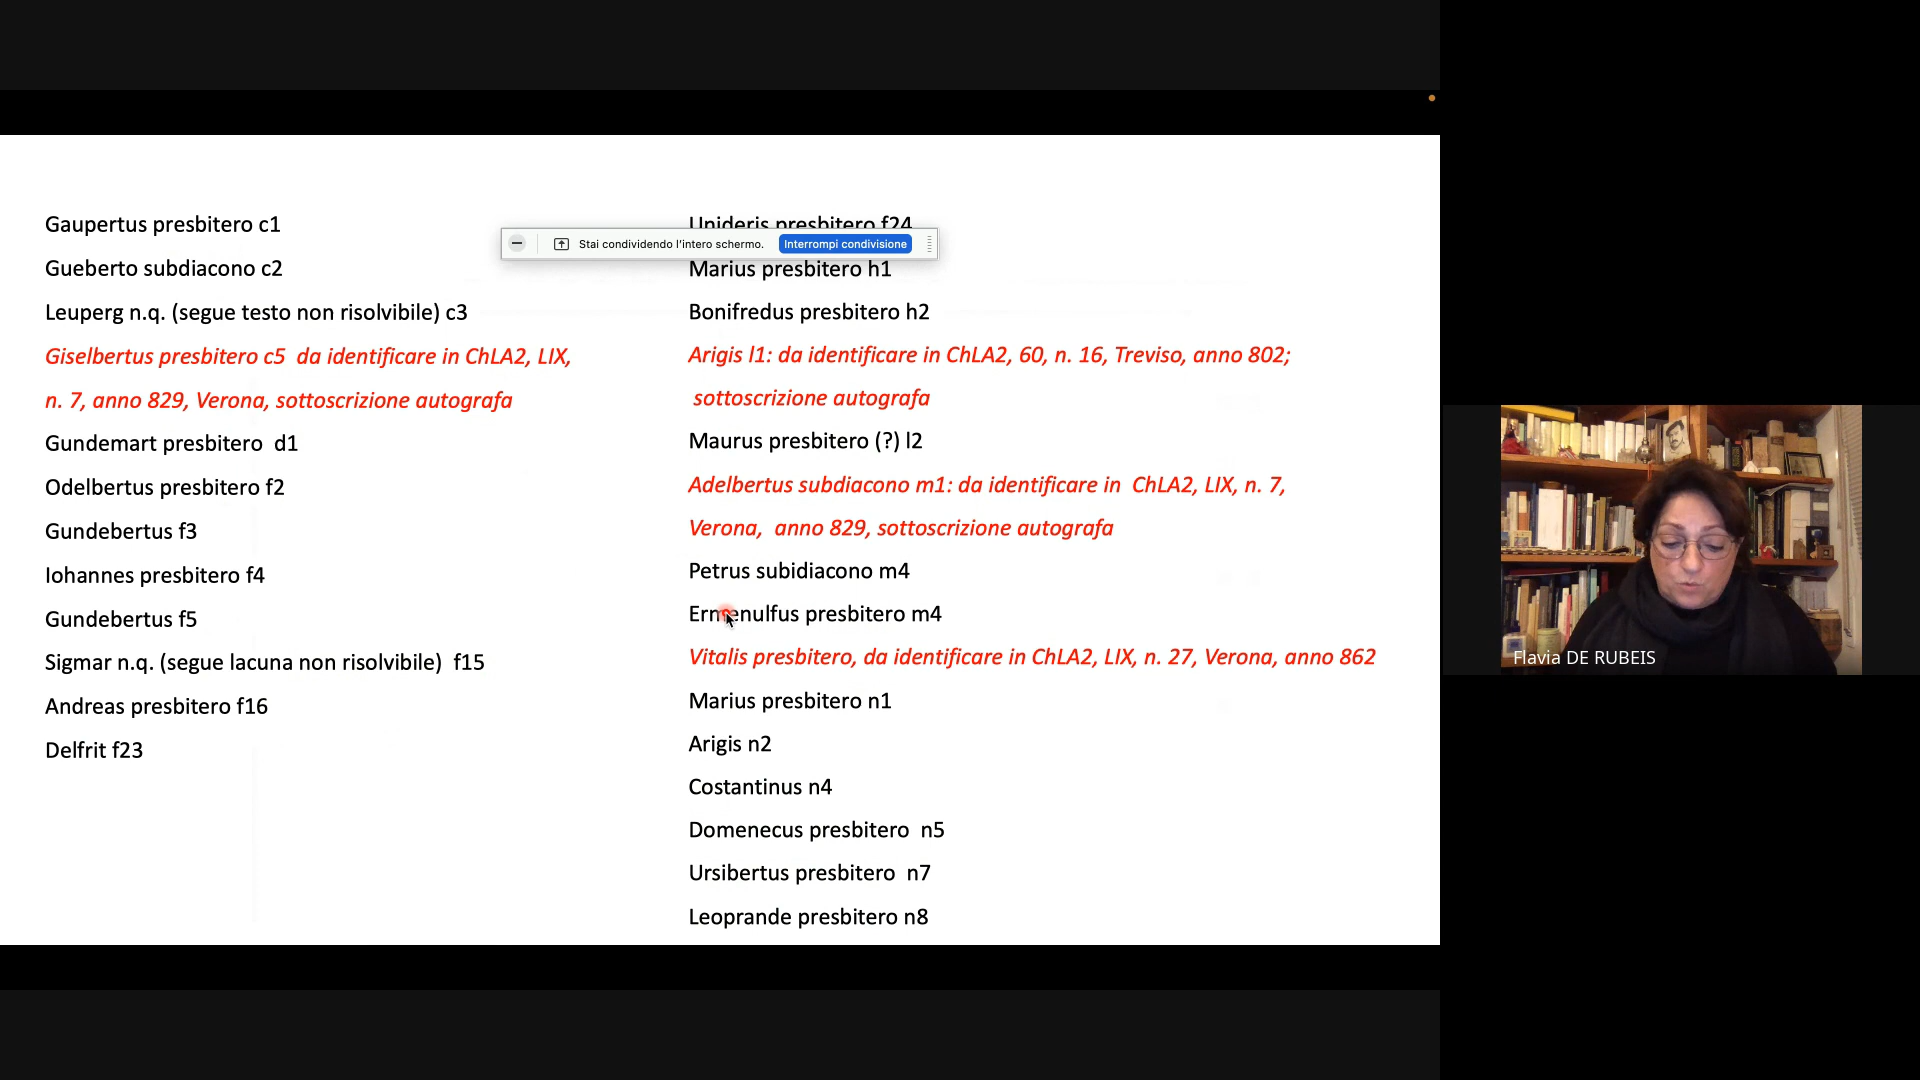 Gaupertus presbitero c1
Gueberto subdiacono c2
Leuperg n.q. (segue testo non risolvibile) c3
Giselbertus presbitero c5 da identificare in ChLA2, LIX,
n. 7, anno 829, Verona, sottoscrizione autografa
Gundemart presbitero d1
Odelbertus presbitero f2
Gundebertus f3
Iohannes presbitero f4
Gundebertus f5
Sigmar n.q. (segue lacuna non risolvibile) f15
Andreas presbitero f16
Delfrit f23
Unideris presbitero f24
Stai condividendo l'intero schermo. Interrompi condivisione
Marius presbitero h1
Bonifredus presbitero h2
Arigis l1: da identificare in ChLA2, 60, n. 16, Treviso, anno 802;
sottoscrizione autografa
Maurus presbitero (?) l2
Adelbertus subdiacono m1: da identificare in ChLA2, LIX, n. 7,
Verona, anno 829, sottoscrizione autografa
Petrus subidiacono m4
Ermenulfus presbitero m4
Vitalis presbitero, da identificare in ChLA2, LIX, n. 27, Verona, anno 862
Marius presbitero n1
Arigis n2
Costantinus n4
Domenecus presbitero n5
Ursibertus presbitero n7
Leoprande presbitero n8
Flavia DE RUBEIS